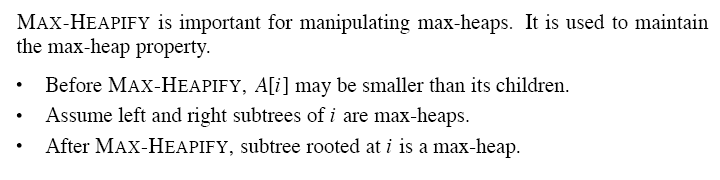 MAX-HEAPIFY is important for manipulating max-heaps. It is used to maintain
the max-heap property.
• Before MAX-HEAPIFY, A[i] may be smaller than its children.
• Assume left and right subtrees of i are max-heaps.
• After MAX-HEAPIFY, subtree rooted at i is a max-heap.